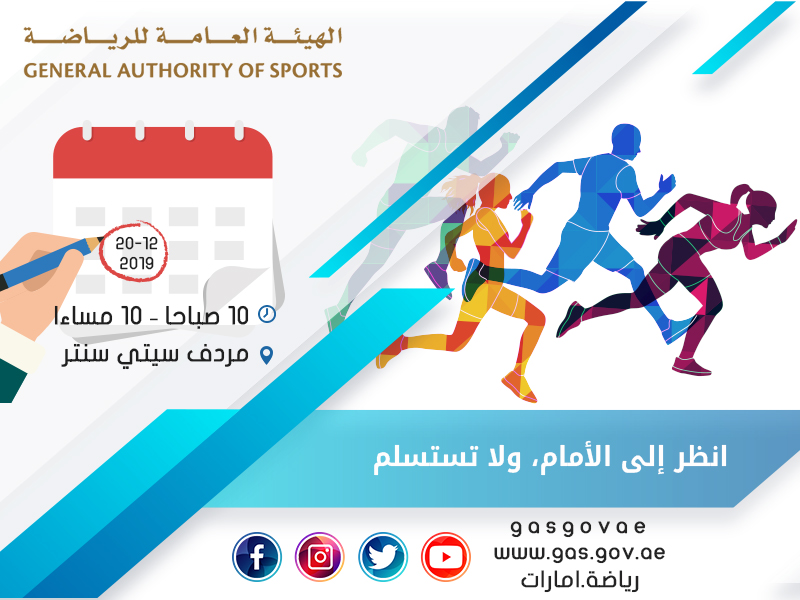 الهيئة العامة للرياضة
GENERAL AUTHORITY OF SPORTS
20-12
2019
10 صباحا - 10 مساءا
مردف سيتي سنتر
انظر إلى الأمام، ولا تستسلم
gasgovae
www.gas.gov.ae
رياضة.امارات